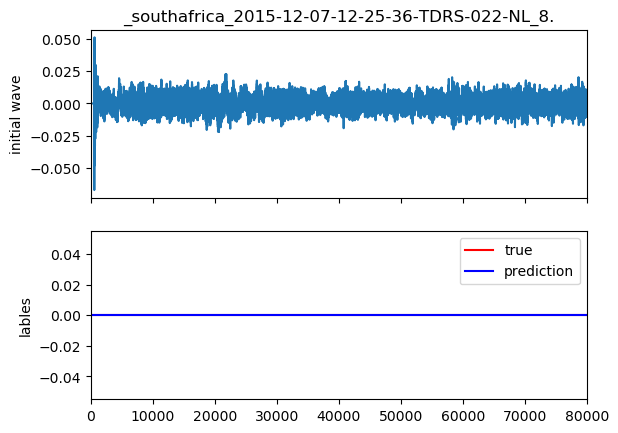 _southafrica_2015-12-07-12-25-36-TDRS-022-NL_8.
initial wave
0.050
0.025
0.000
−0.025
−0.050
lables
0.04
0.02
0.00
−0.02
−0.04
true
prediction
0 10000 20000 30000 40000 50000 60000 70000 80000